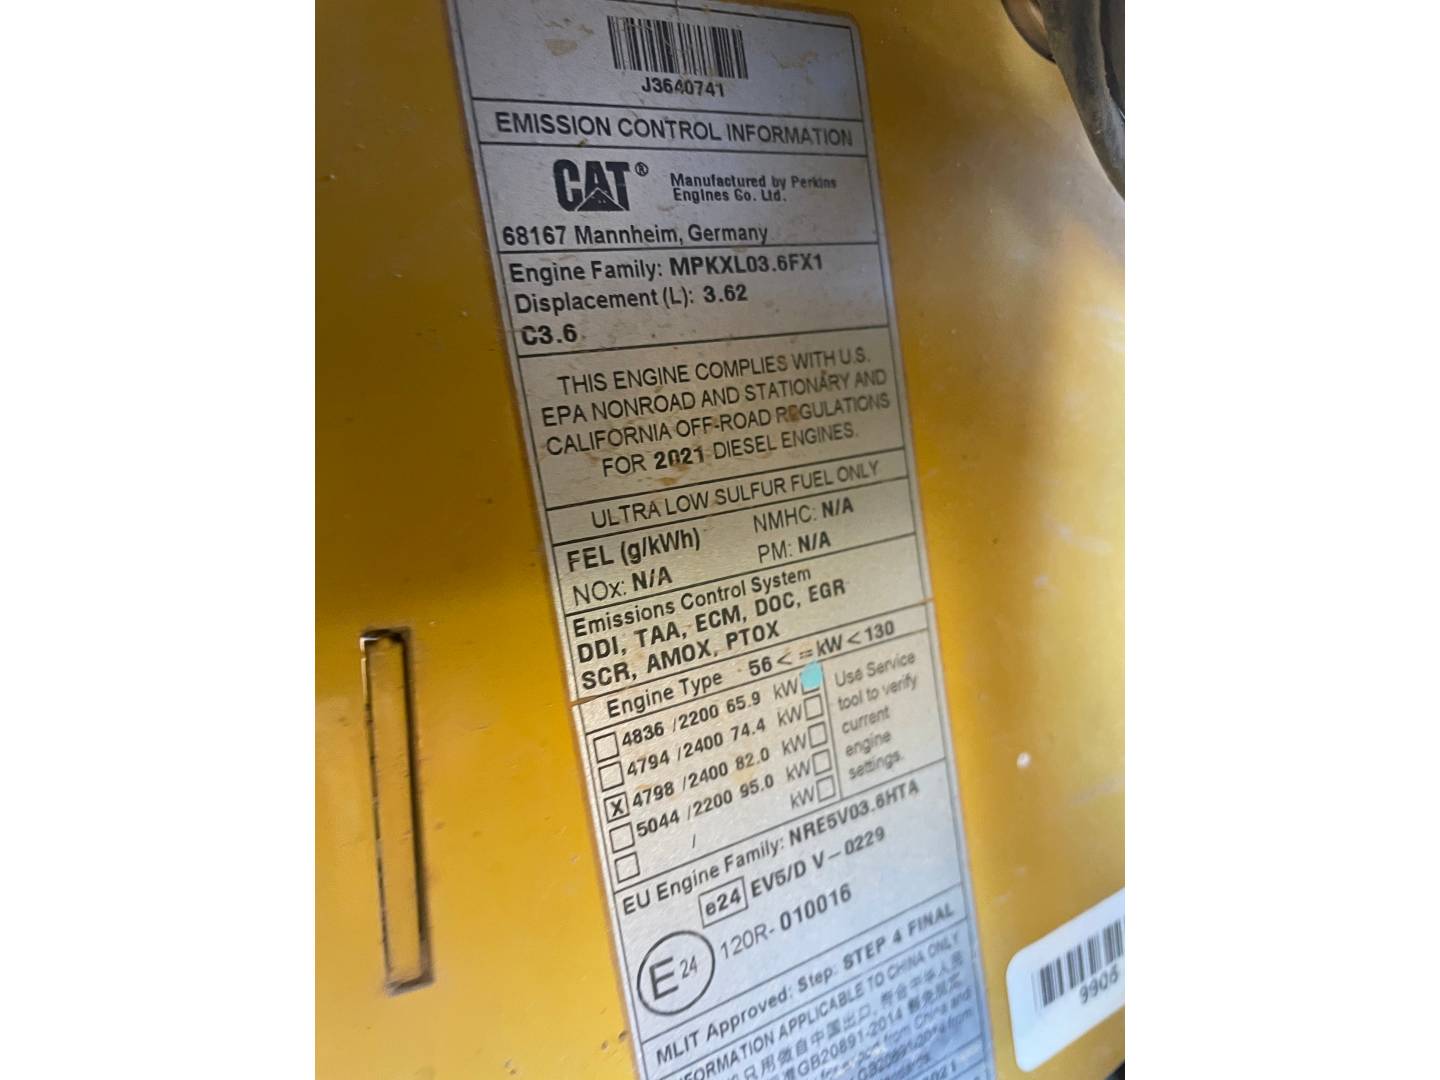 J3640741
EMISSION CONTROL INFORMATION
CAT® Manufactured by Perkins
Engines Co. Ltd.
68167 Mannheim, Germany
Engine Family: MPKXL03.6FX1
Displacement (L): 3.62
C3.6
THIS ENGINE COMPLIES WITH U.S.
EPA NONROAD AND STATIONARY AND
CALIFORNIA OFF-ROAD REGULATIONS
FOR 2021 DIESEL ENGINES.
ULTRA LOW SULFUR FUEL ONLY
FEL (g/kWh) NMHC: N/A
NOx: N/A PM: N/A
Emissions Control System
DDI, TAA, ECM, DOC, EGR
SCR, AMOX, PTOX
Engine Type 56 < = kW < 130
4836 / 2200 65.9 kW Use Service
4794 / 2400 74.4 kW tool to verify
X 4798 / 2400 82.0 kW current
5044 / 2200 95.0 kW engine
/ kW settings.
EU Engine Family: NRE5V03.6HTA
e24 EV5/D V – 0229
E24 120R- 010016
MLIT Approved: Step: STEP 4 FINAL
INFORMATION APPLICABLE TO CHINA ONLY
GB20891-2014
from China and
9906